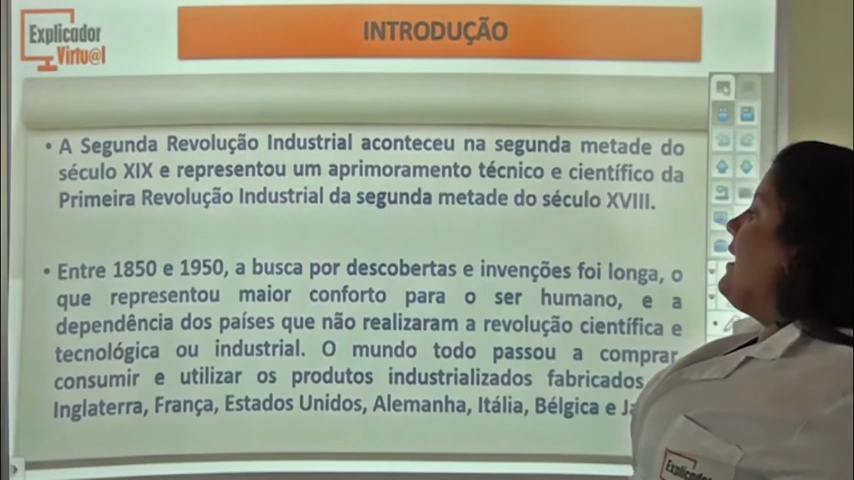 Explicador
Virtu@l
INTRODUÇÃO
• A Segunda Revolução Industrial aconteceu na segunda metade do
século XIX e representou um aprimoramento técnico e científico da
Primeira Revolução Industrial da segunda metade do século XVIII.
• Entre 1850 e 1950, a busca por descobertas e invenções foi longa, o
que representou maior conforto para o ser humano, e a
dependência dos países que não realizaram a revolução científica e
tecnológica ou industrial. O mundo todo passou a comprar
consumir e utilizar os produtos industrializados fabricados
Inglaterra, França, Estados Unidos, Alemanha, Itália, Bélgica e
Explicador